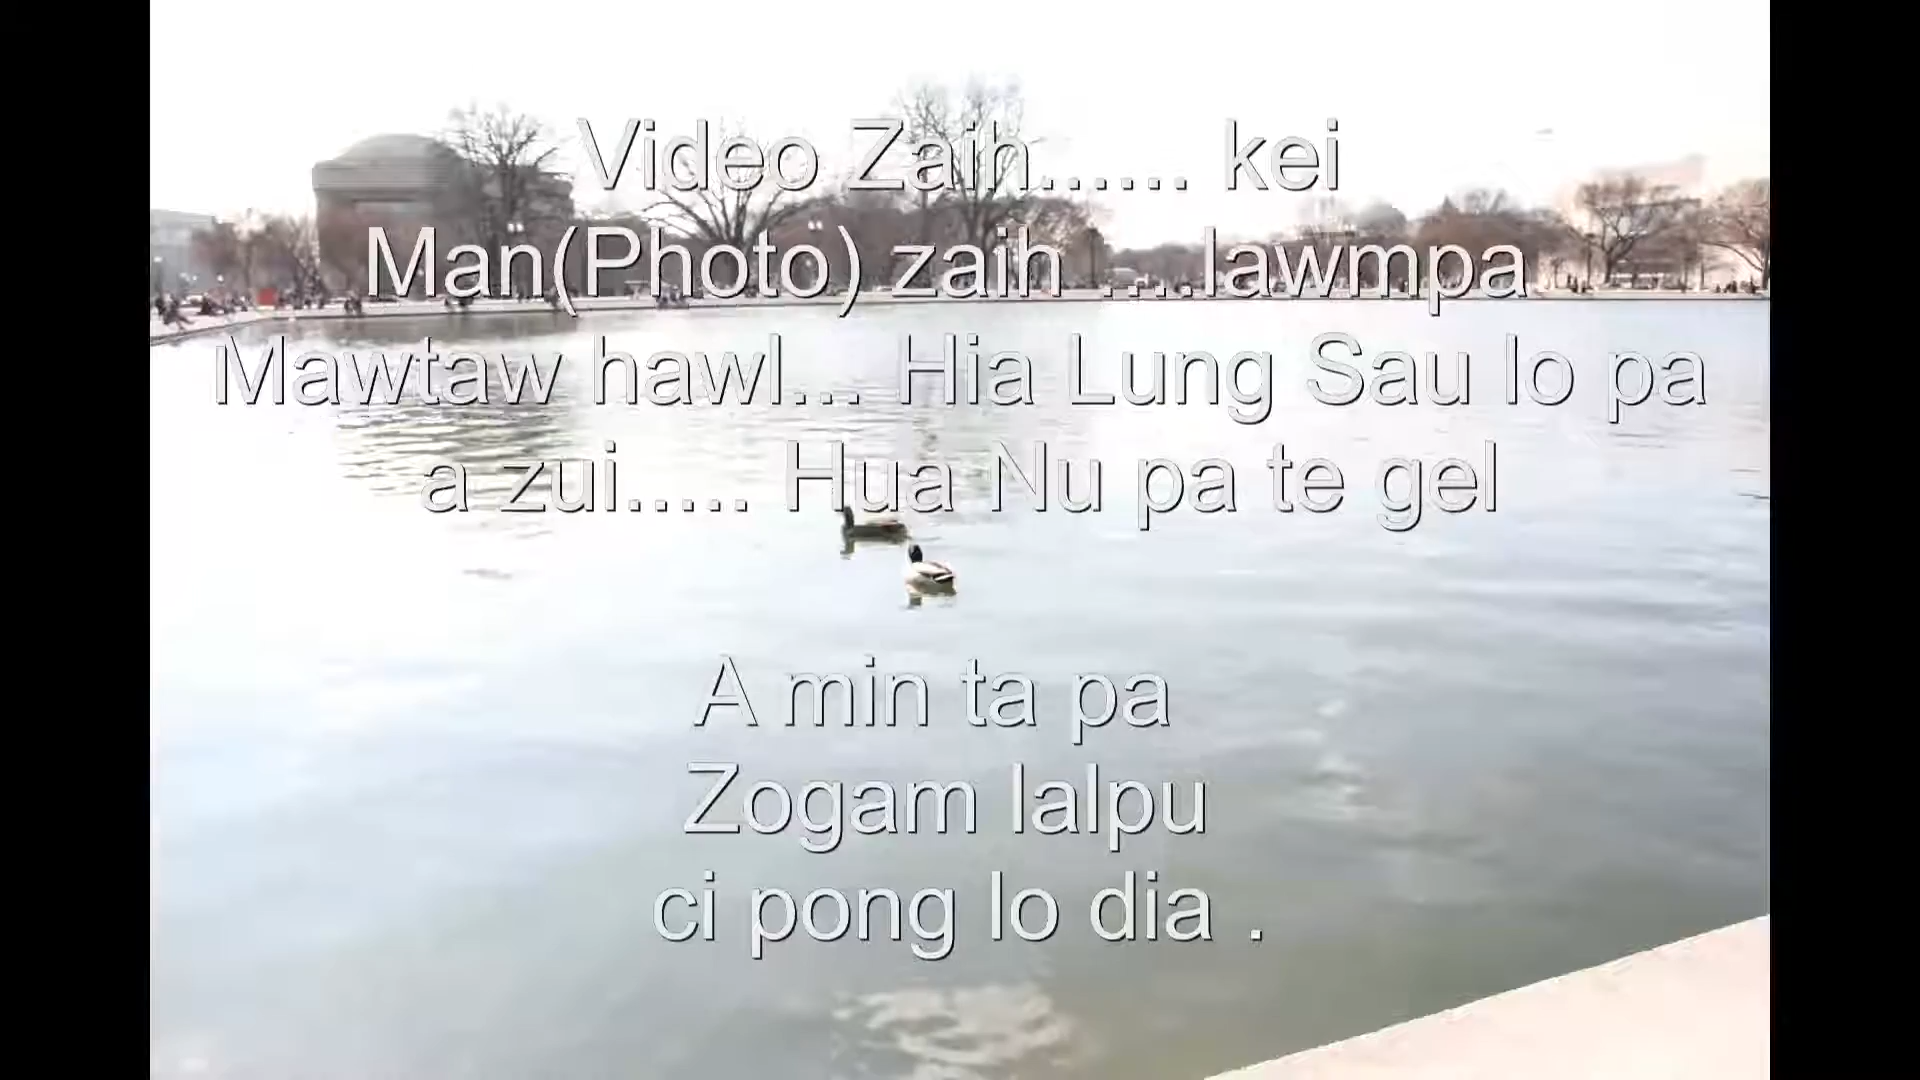 Video Zaih...... kei
Man(Photo) zaih ....lawmpa
Mawtaw hawl... Hia Lung Sau lo pa
a zui..... Hua Nu pa te gel
A min ta pa
Zogam lalpu
ci pong lo dia .